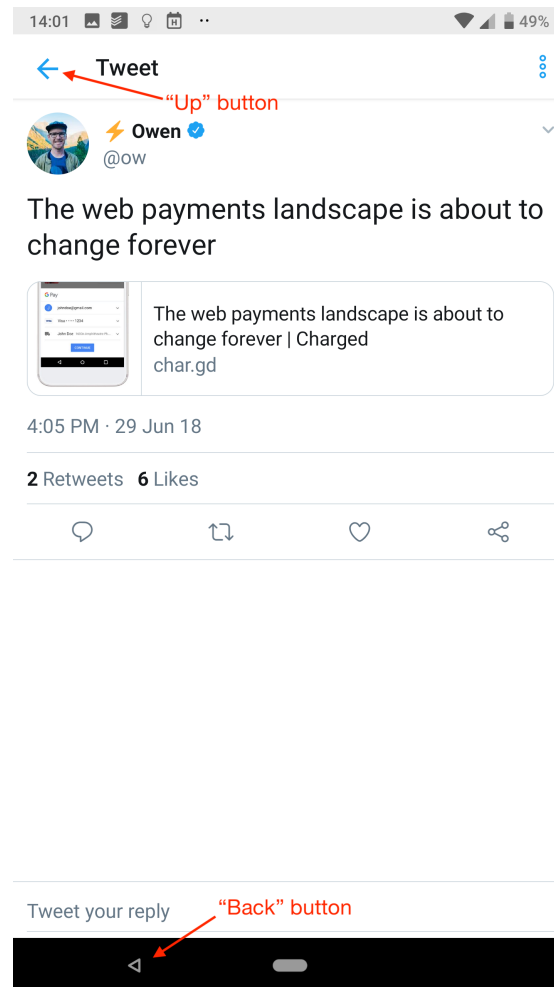 14:01
49%
Tweet
“Up” button
⚡ Owen
@ow
The web payments landscape is about to
change forever
G Pay
The web payments landscape is about to
change forever | Charged
char.gd
4:05 PM · 29 Jun 18
2 Retweets 6 Likes
Tweet your reply
“Back” button